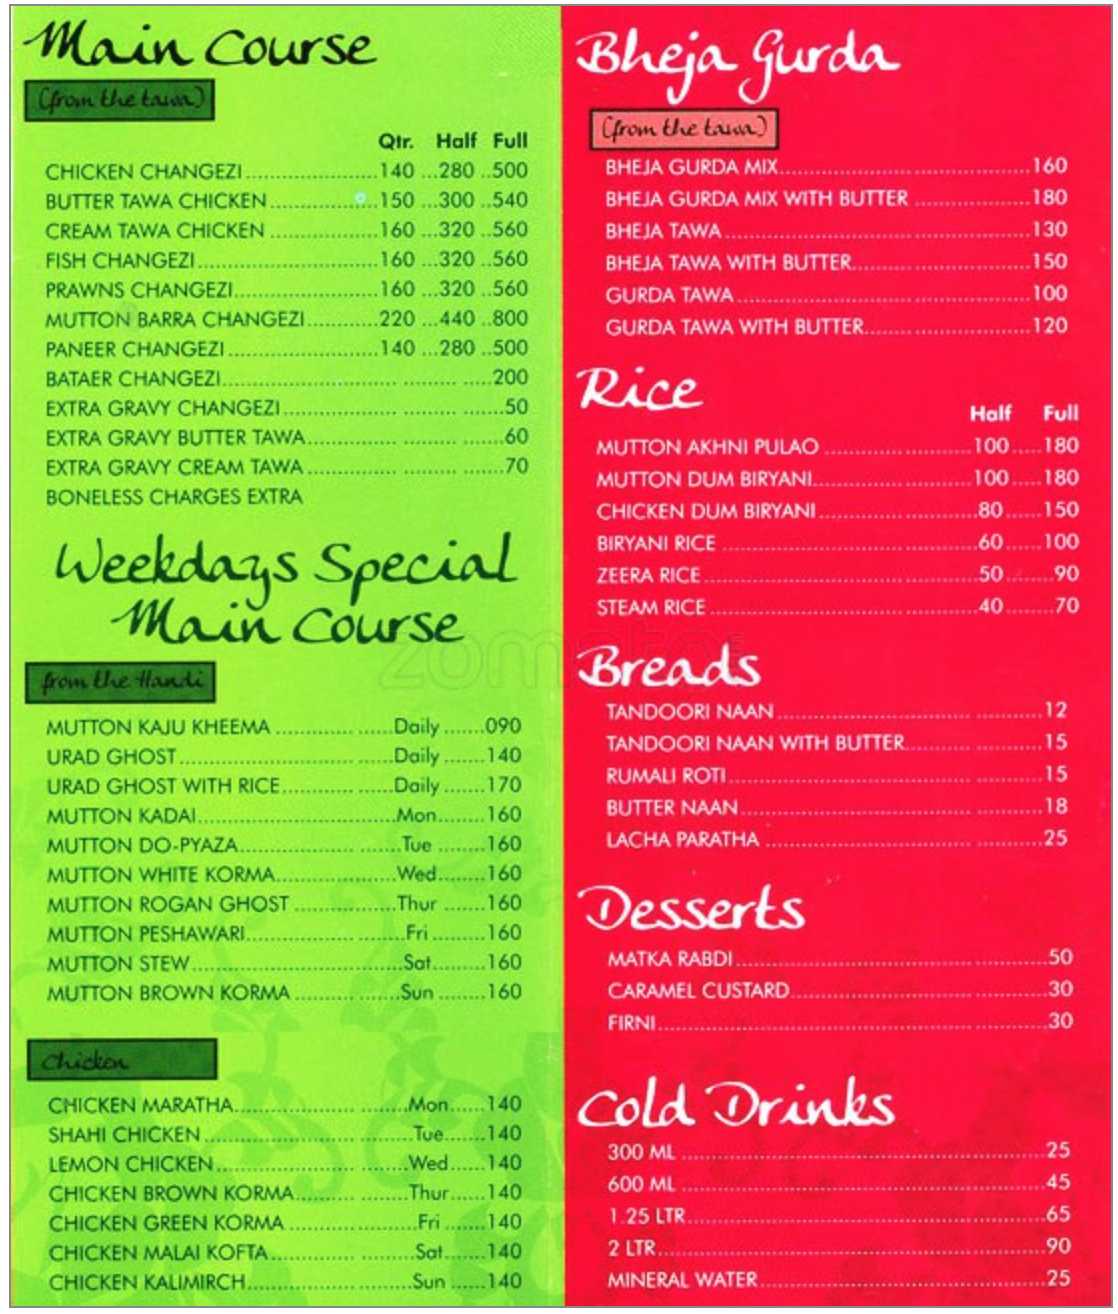 Main Course
(from the tawa)
Qtr. Half Full
CHICKEN CHANGEZI 140 280 500
BUTTER TAWA CHICKEN 150 300 540
CREAM TAWA CHICKEN 160 320 560
FISH CHANGEZI 160 320 560
PRAWNS CHANGEZI 160 320 560
MUTTON BARRA CHANGEZI 220 440 800
PANEER CHANGEZI 140 280 500
BATAER CHANGEZI 200
EXTRA GRAVY CHANGEZI 50
EXTRA GRAVY BUTTER TAWA 60
EXTRA GRAVY CREAM TAWA 70
BONELESS CHARGES EXTRA
Weekdays Special
Main Course
from the Handi
MUTTON KAJU KHEEMA Daily 090
URAD GHOST Daily 140
URAD GHOST WITH RICE Daily 170
MUTTON KADAI Mon 160
MUTTON DO-PYAZA Tue 160
MUTTON WHITE KORMA Wed 160
MUTTON ROGAN GHOST Thur 160
MUTTON PESHAWARI Fri 160
MUTTON STEW Sat 160
MUTTON BROWN KORMA Sun 160
Chicken
CHICKEN MARATHA Mon 140
SHAHI CHICKEN Tue 140
LEMON CHICKEN Wed 140
CHICKEN BROWN KORMA Thur 140
CHICKEN GREEN KORMA Fri 140
CHICKEN MALAI KOFTA Sat 140
CHICKEN KALIMIRCH Sun 140
Bheja Gurda
(from the tawa)
BHEJA GURDA MIX 160
BHEJA GURDA MIX WITH BUTTER 180
BHEJA TAWA 130
BHEJA TAWA WITH BUTTER 150
GURDA TAWA 100
GURDA TAWA WITH BUTTER 120
Rice
Half Full
MUTTON AKHNI PULAO 100 180
MUTTON DUM BIRYANI 100 180
CHICKEN DUM BIRYANI 80 150
BIRYANI RICE 60 100
ZEERA RICE 50 90
STEAM RICE 40 70
Breads
TANDOORI NAAN 12
TANDOORI NAAN WITH BUTTER 15
RUMALI ROTI 15
BUTTER NAAN 18
LACHA PARATHA 25
Desserts
MATKA RABDI 50
CARAMEL CUSTARD 30
FIRNI 30
Cold Drinks
300 ML 25
600 ML 45
1.25 LTR 65
2 LTR 90
MINERAL WATER 25
zomato